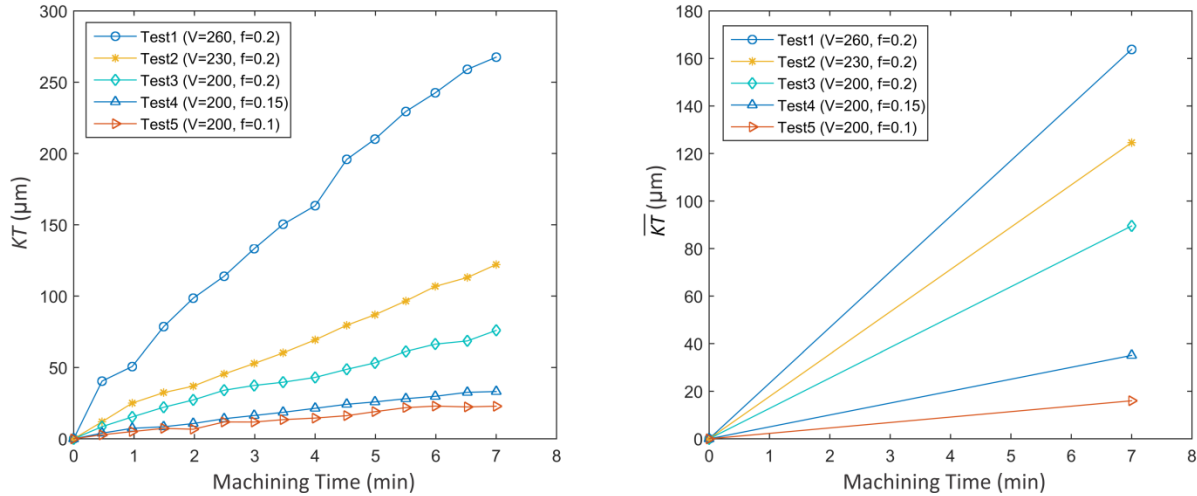 300
250
200
150
100
50
0
KT (μm)
Test1 (V=260, f=0.2)
Test2 (V=230, f=0.2)
Test3 (V=200, f=0.2)
Test4 (V=200, f=0.15)
Test5 (V=200, f=0.1)
0 1 2 3 4 5 6 7 8
Machining Time (min)
180
160
140
120
100
80
60
40
20
0
KT (μm)
Test1 (V=260, f=0.2)
Test2 (V=230, f=0.2)
Test3 (V=200, f=0.2)
Test4 (V=200, f=0.15)
Test5 (V=200, f=0.1)
0 1 2 3 4 5 6 7 8
Machining Time (min)